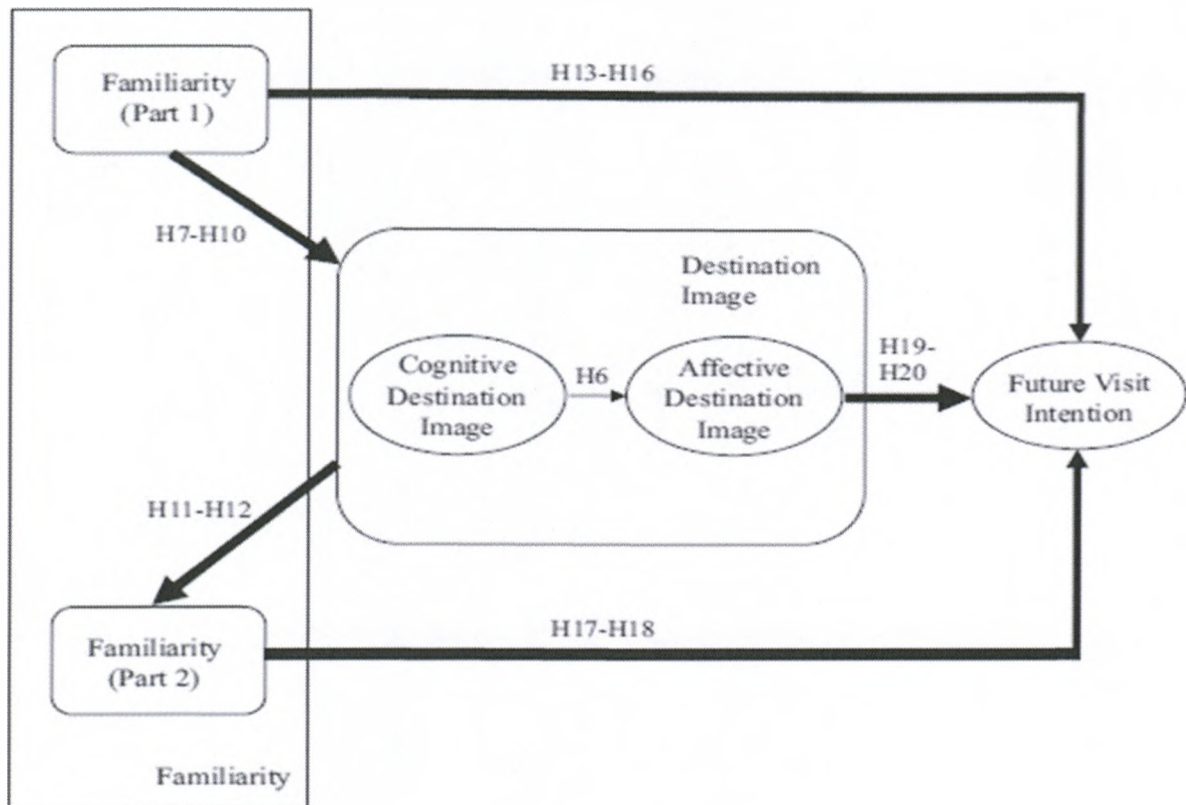 Familiarity
(Part 1)
H13-H16
H7-H10
Destination
Image
Cognitive
Destination
Image
H6
Affective
Destination
Image
H19-
H20
Future Visit
Intention
H11-H12
Familiarity
(Part 2)
H17-H18
Familiarity